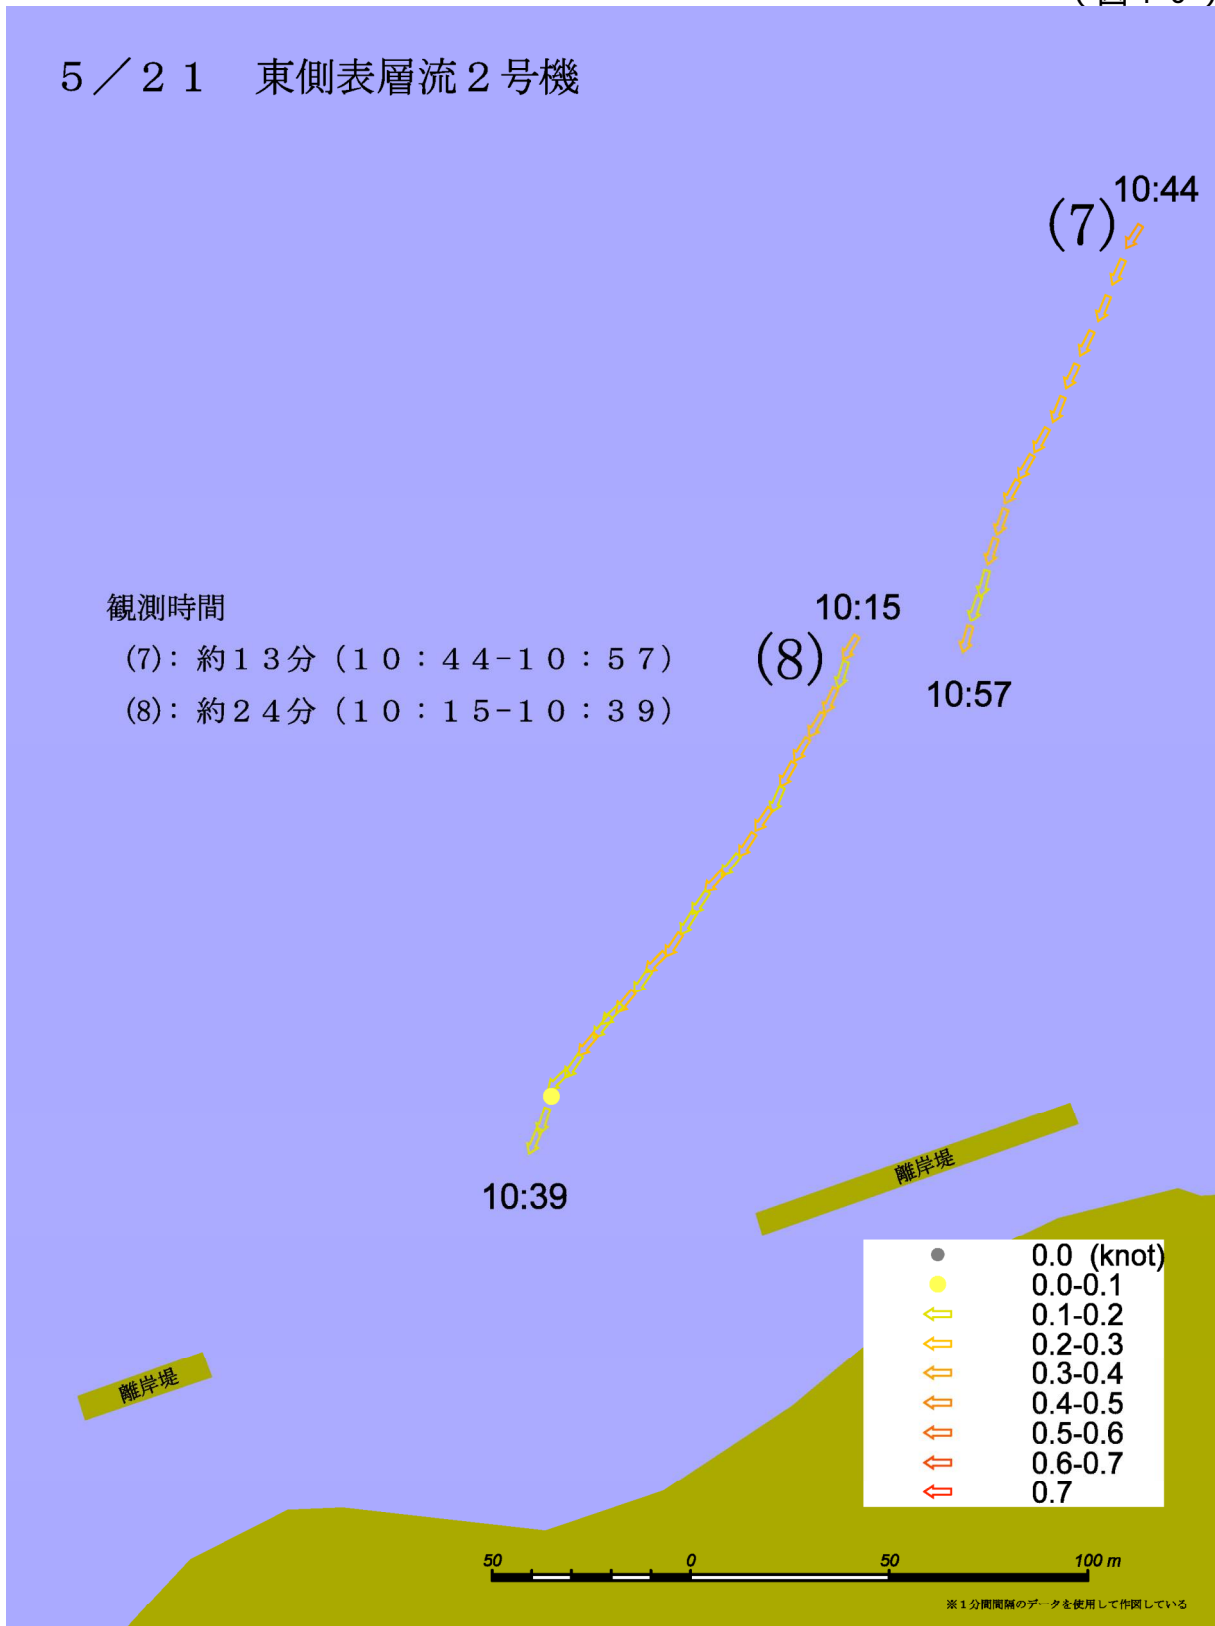 5／21 東側表層流2号機
10:44
(7)
観測時間
(7)：約13分（10：44-10：57）
(8)：約24分（10：15-10：39）
10:15
(8)
10:57
10:39
離岸堤
離岸堤
0.0 (knot)
0.0-0.1
0.1-0.2
0.2-0.3
0.3-0.4
0.4-0.5
0.5-0.6
0.6-0.7
0.7
50 0 50 100 m
※1分間間隔のデータを使用して作図している